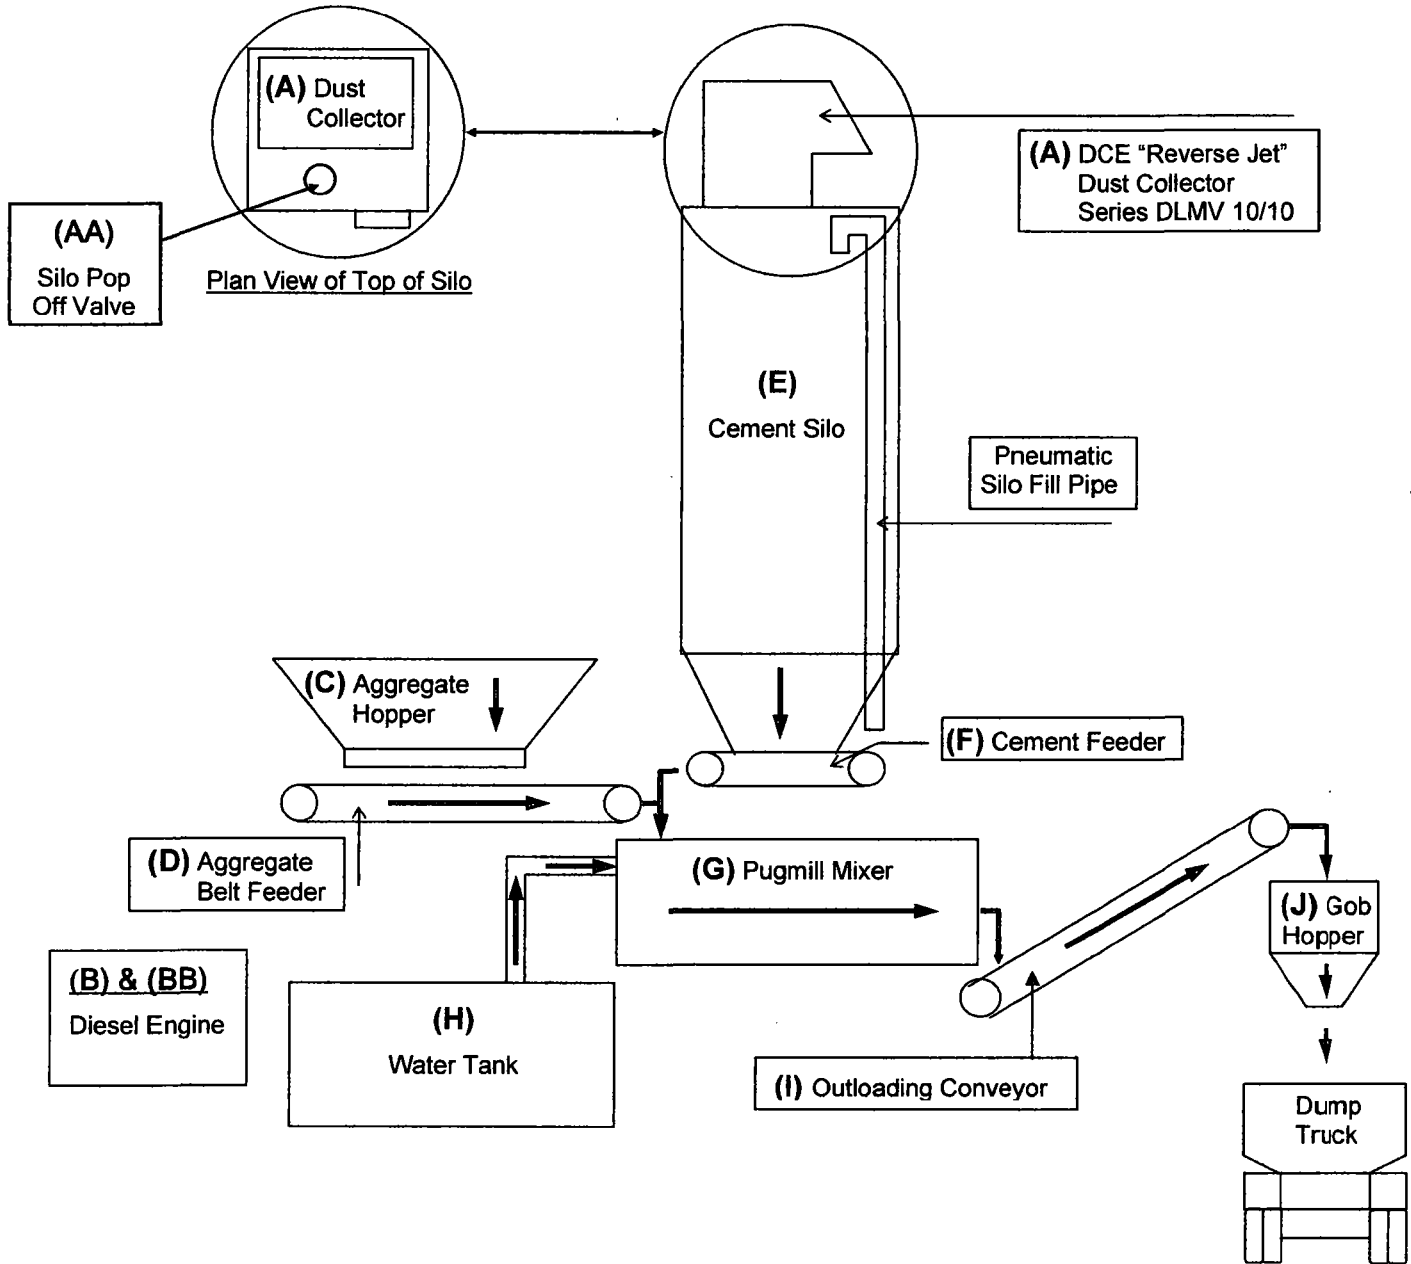 (A) Dust
Collector
(A) DCE “Reverse Jet”
Dust Collector
Series DLMV 10/10
(AA)
Silo Pop
Off Valve
Plan View of Top of Silo
(E)
Cement Silo
Pneumatic
Silo Fill Pipe
(C) Aggregate
Hopper
(F) Cement Feeder
(D) Aggregate
Belt Feeder
(G) Pugmill Mixer
(J) Gob
Hopper
(B) & (BB)
Diesel Engine
(H)
Water Tank
(I) Outloading Conveyor
Dump
Truck